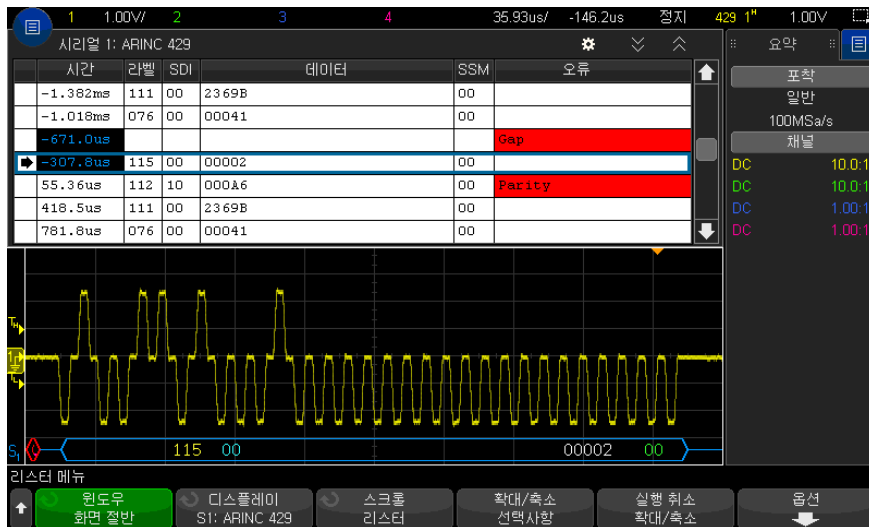 1 1.00V/ 2 3 4 35.93us/ -146.2us 정지 429 1" 1.00V
시리얼 1: ARINC 429
요약
시간 라벨 SDI 데이터 SSM 오류
-1.382ms 111 00 2369B 00
-1.018ms 076 00 00041 00
-671.0us Gap
-307.8us 115 00 00002 00
55.36us 112 10 000A6 00 Parity
418.5us 111 00 2369B 00
781.8us 076 00 00041 00
포착
일반
100MSa/s
채널
DC 10.0:1
DC 10.0:1
DC 1.00:1
DC 1.00:1
TH
1
TL
S1 115 00 00002 00
리스터 메뉴
윈도우
화면 절반
디스플레이
S1: ARINC 429
스크롤
리스터
확대/축소
선택사항
실행 취소
확대/축소
옵션